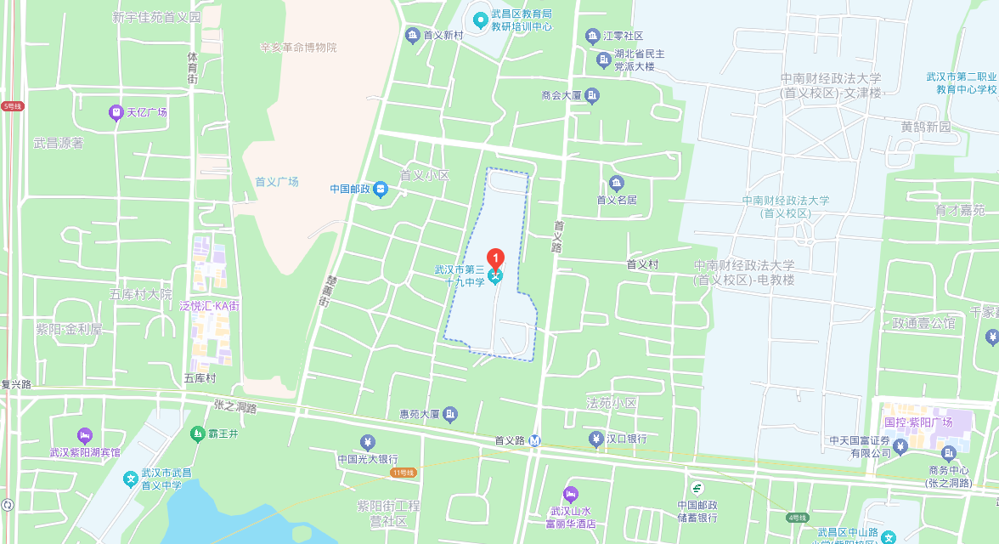 新宇佳苑首义园
辛亥革命博物院
武昌区教育局
教研培训中心
首义新村
江零社区
湖北省民主
党派大楼
商会大厦
中南财经政法大学
(首义校区)-文津楼
武汉市第二职业
教育中心学校
黄鹄新园
体育街
5号线
天亿广场
武昌源著
首义广场
首义小区
中国邮政
首义名居
中南财经政法大学
(首义校区)
育才嘉苑
首义路
1
武汉市第三
十九中学
首义村
中南财经政法大学
(首义校区)-电教楼
楚善街
五库村大院
泛悦汇·KA街
紫阳·金利屋
政通壹公馆
千家
五库村
复兴路
张之洞路
法苑小区
惠苑大厦
首义路
汉口银行
国控·紫阳广场
中天国富证券
有限公司
商务中心
(张之洞路)
霸王井
武汉紫阳湖宾馆
中国光大银行
11号线
武汉市武昌
首义中学
紫阳街工程
营社区
武汉山水
富丽华酒店
中国邮政
储蓄银行
4号线
武昌区中山路
小学(紫阳校区)